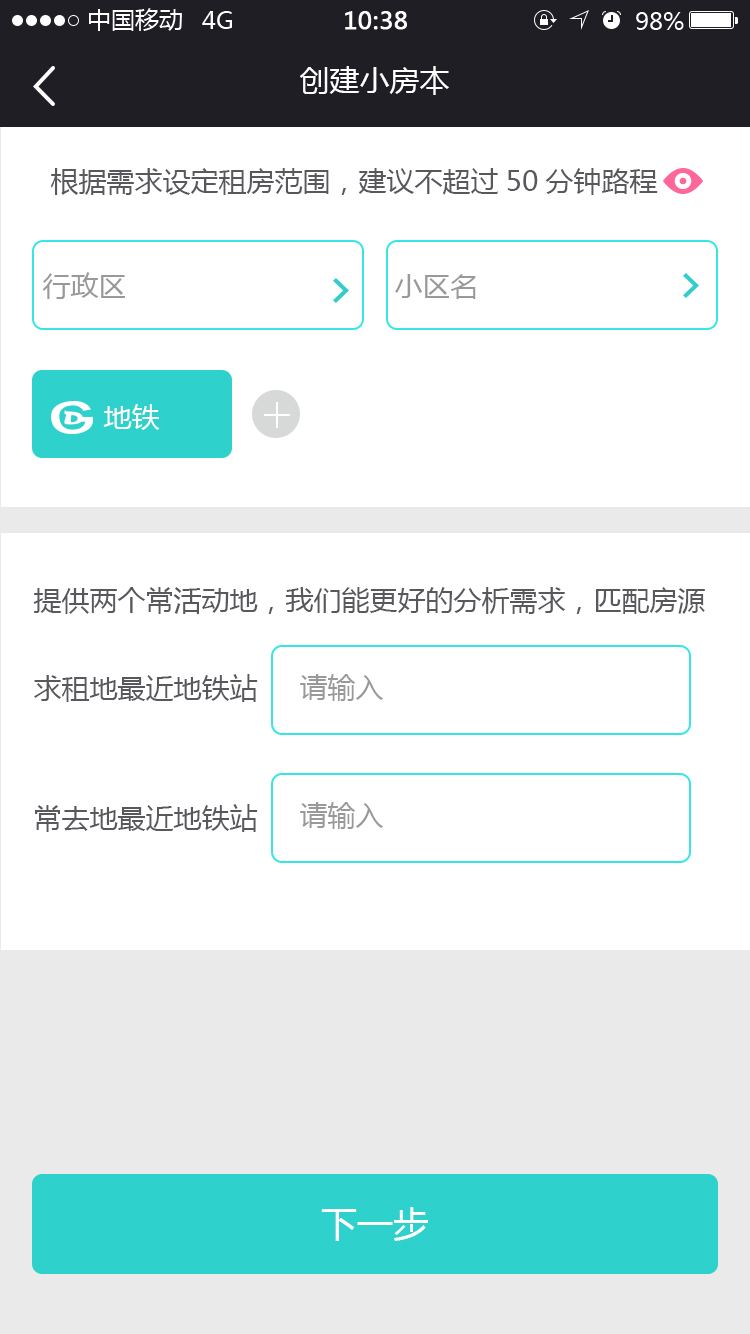 中国移动 4G 10:38 98%
创建小房本
根据需求设定租房范围，建议不超过 50 分钟路程
行政区 小区名
地铁
提供两个常活动地，我们能更好的分析需求，匹配房源
求租地最近地铁站 请输入
常去地最近地铁站 请输入
下一步